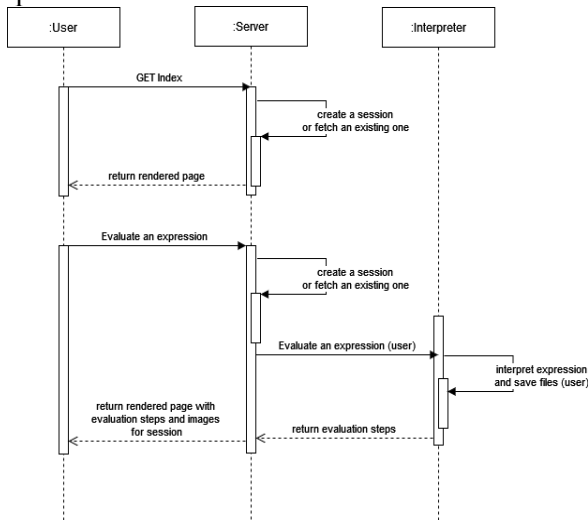 :User
:Server
:Interpreter
GET Index
create a session
or fetch an existing one
return rendered page
Evaluate an expression
create a session
or fetch an existing one
Evaluate an expression (user)
interpret expression
and save files (user)
return rendered page with
evaluation steps and images
for session
return evaluation steps